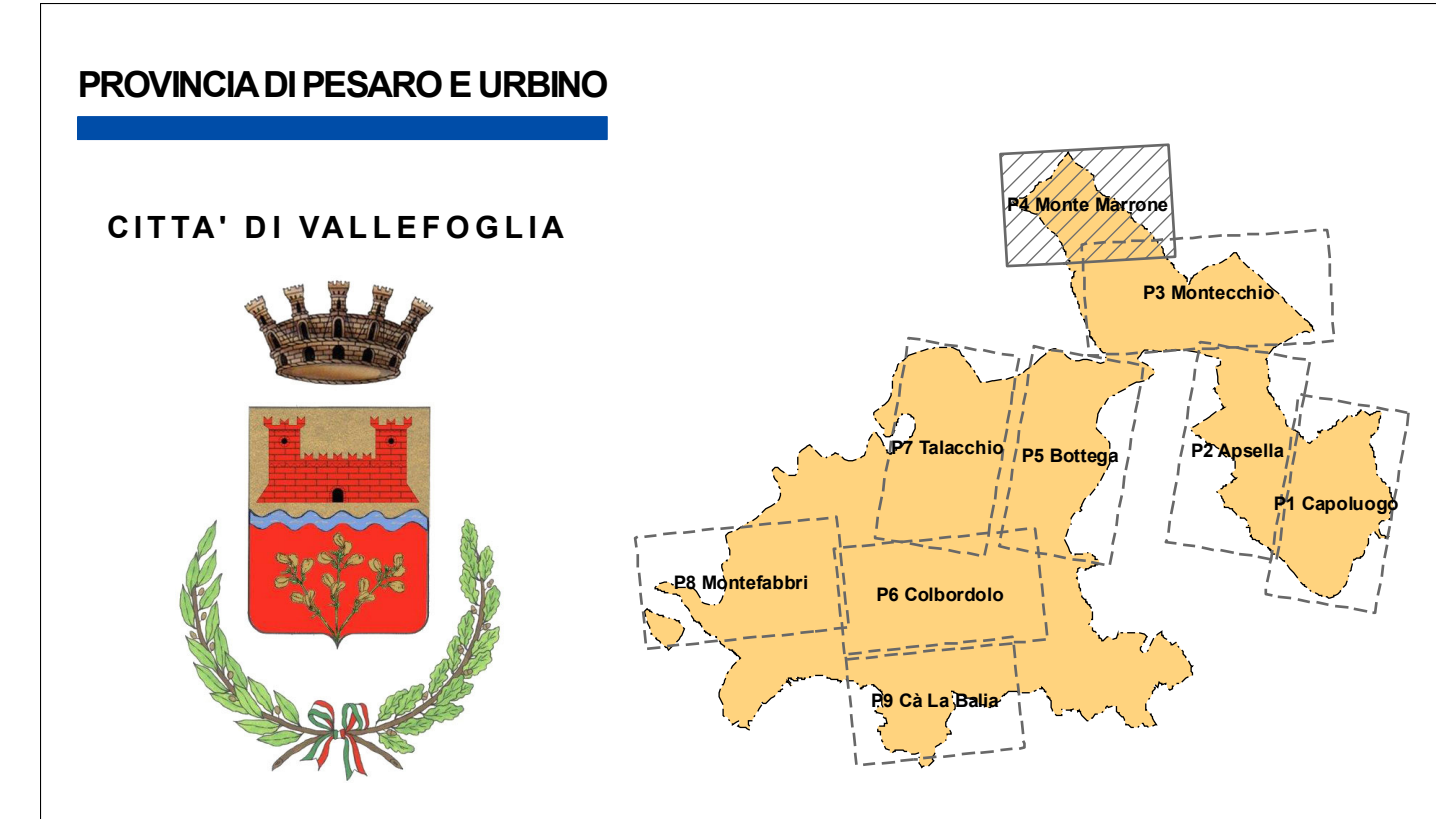 PROVINCIA DI PESARO E URBINO
CITTA' DI VALLEFOGLIA
P4 Monte Marrone
P3 Montecchio
P7 Talacchio
P5 Bottega
P2 Apsella
P1 Capoluogo
P8 Montefabbri
P6 Colbordolo
P9 Cà La Balia